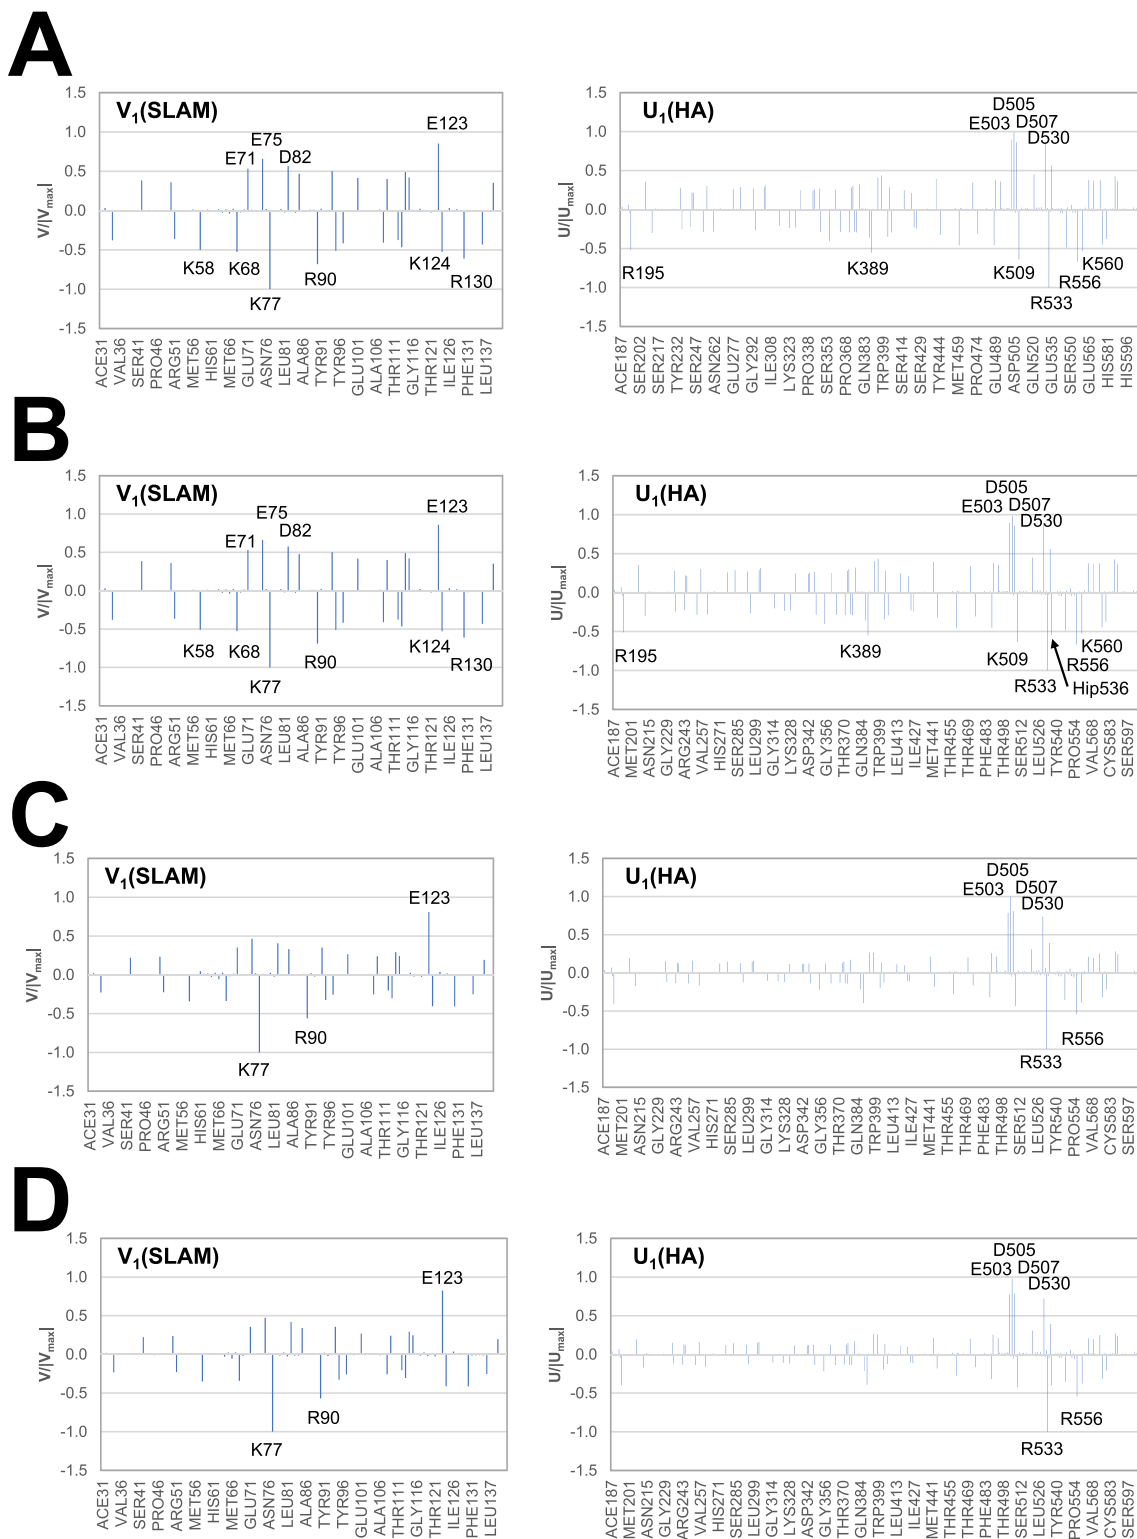 A
V1(SLAM)
V/|Vmax|
1.5
1.0
0.5
0.0
-0.5
-1.0
-1.5
E71
E75
D82
E123
K58
K68
K77
R90
K124
R130
ACE31
VAL36
SER41
PRO46
ARG51
MET56
HIS61
MET66
GLU71
ASN76
LEU81
ALA86
TYR91
TYR96
GLU101
ALA106
THR111
GLY116
THR121
ILE126
PHE131
LEU137
U1(HA)
U/|Umax|
1.5
1.0
0.5
0.0
-0.5
-1.0
-1.5
D505
E503
D507
D530
R195
K389
K509
R533
R556
K560
ACE187
SER202
SER217
TYR232
SER247
ASN262
GLU277
GLY292
ILE308
LYS323
PRO338
SER353
PRO368
GLN383
TRP399
SER414
SER429
TYR444
MET459
PRO474
GLU489
ASP505
GLN520
GLU535
SER550
GLU565
HIS581
HIS596
B
V1(SLAM)
V/|Vmax|
1.5
1.0
0.5
0.0
-0.5
-1.0
-1.5
E71
E75
D82
E123
K58
K68
K77
R90
K124
R130
ACE31
VAL36
SER41
PRO46
ARG51
MET56
HIS61
MET66
GLU71
ASN76
LEU81
ALA86
TYR91
TYR96
GLU101
ALA106
THR111
GLY116
THR121
ILE126
PHE131
LEU137
U1(HA)
U/|Umax|
1.5
1.0
0.5
0.0
-0.5
-1.0
-1.5
D505
E503
D507
D530
R195
K389
K509
R533
Hip536
R556
K560
ACE187
MET201
ASN215
GLY229
ARG243
VAL257
HIS271
SER285
LEU299
GLY314
LYS328
ASP342
GLY356
THR370
GLN384
TRP399
LEU413
ILE427
MET441
THR455
THR469
PHE483
THR498
SER512
LEU526
TYR540
PRO554
VAL568
CYS583
SER597
C
V1(SLAM)
V/|Vmax|
1.5
1.0
0.5
0.0
-0.5
-1.0
-1.5
E123
K77
R90
ACE31
VAL36
SER41
PRO46
ARG51
MET56
HIS61
MET66
GLU71
ASN76
LEU81
ALA86
TYR91
TYR96
GLU101
ALA106
THR111
GLY116
THR121
ILE126
PHE131
LEU137
U1(HA)
U/|Umax|
1.5
1.0
0.5
0.0
-0.5
-1.0
-1.5
D505
E503
D507
D530
R533
R556
ACE187
MET201
ASN215
GLY229
ARG243
VAL257
HIS271
SER285
LEU299
GLY314
LYS328
ASP342
GLY356
THR370
GLN384
TRP399
LEU413
ILE427
MET441
THR455
THR469
PHE483
THR498
SER512
LEU526
TYR540
PRO554
VAL568
CYS583
SER597
D
V1(SLAM)
V/|Vmax|
1.5
1.0
0.5
0.0
-0.5
-1.0
-1.5
E123
K77
R90
ACE31
VAL36
SER41
PRO46
ARG51
MET56
HIS61
MET66
GLU71
ASN76
LEU81
ALA86
TYR91
TYR96
GLU101
ALA106
THR111
GLY116
THR121
ILE126
PHE131
LEU137
U1(HA)
U/|Umax|
1.5
1.0
0.5
0.0
-0.5
-1.0
-1.5
D505
E503
D507
D530
R533
R556
ACE187
MET201
ASN215
GLY229
ARG243
VAL257
HIS271
SER285
LEU299
GLY314
LYS328
ASP342
GLY356
THR370
GLN384
TRP399
LEU413
ILE427
MET441
THR455
THR469
PHE483
THR498
SER512
LEU526
TYR540
PRO554
VAL568
CYS583
SER597